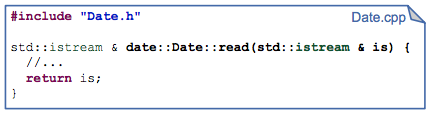 #include "Date.h"
Date.cpp
std::istream & date::Date::read(std::istream & is) {
//...
return is;
}